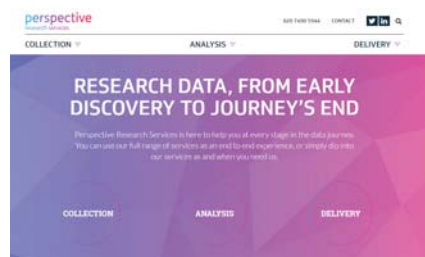 perspective
research services
CONTACT
COLLECTION
ANALYSIS
DELIVERY
RESEARCH DATA, FROM EARLY
DISCOVERY TO JOURNEY'S END
Perspective Research Services is here to help you at every stage in the data journey.
You can use our full range of services as an end to end experience, or simply dip into
our services as and when you need us.
COLLECTION
ANALYSIS
DELIVERY